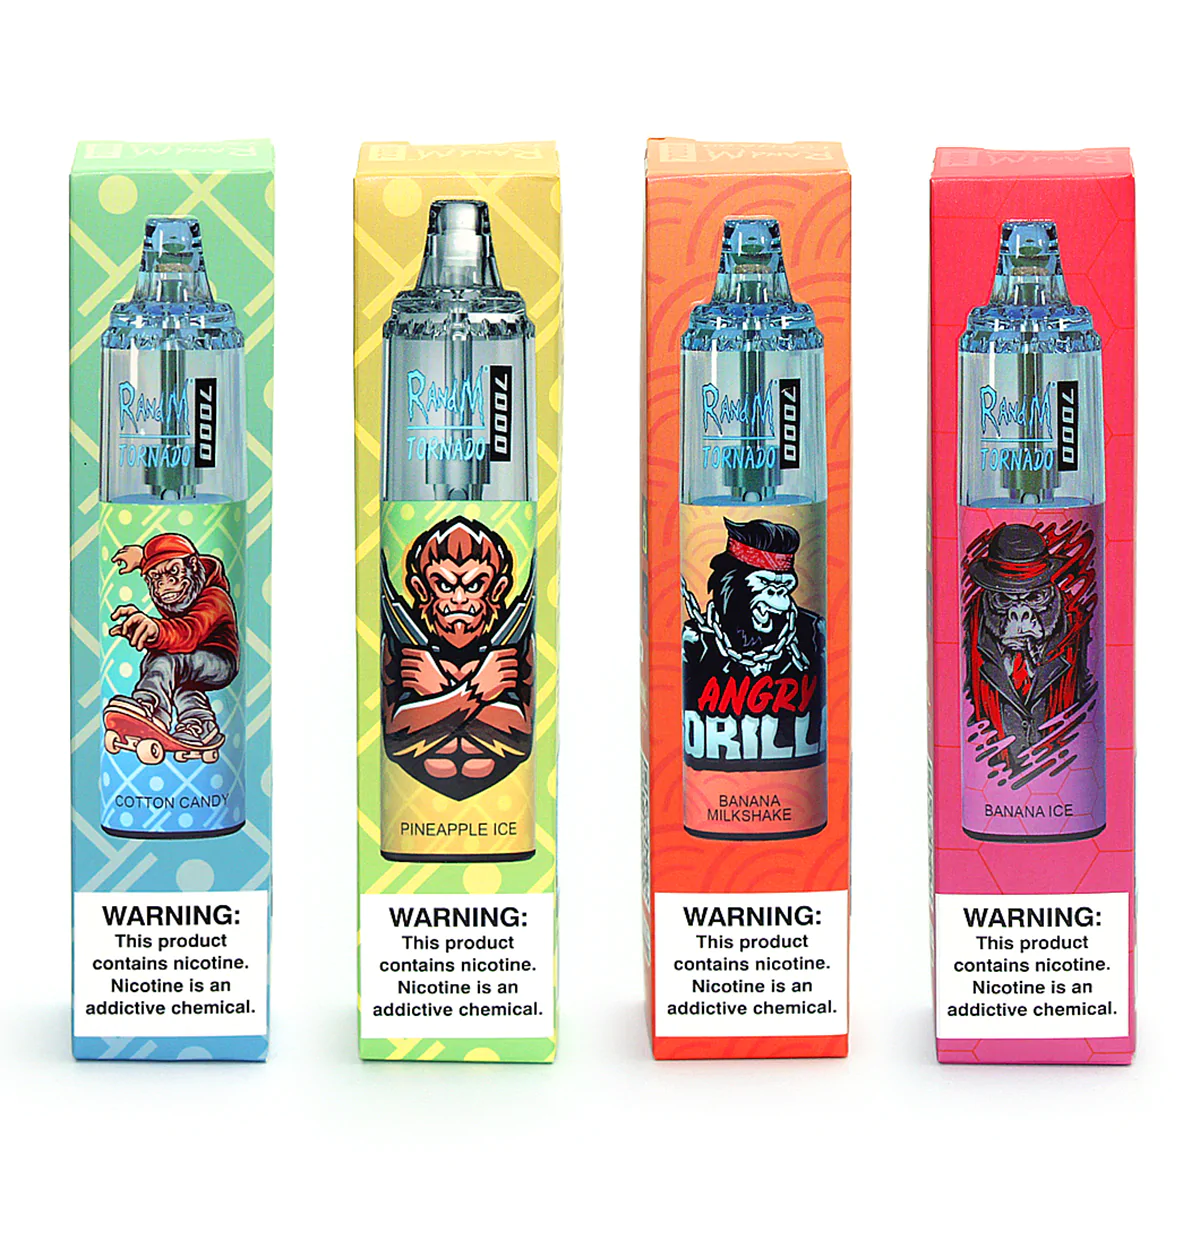 RandM
TORNADO
7000
COTTON CANDY
WARNING:
This product
contains nicotine.
Nicotine is an
addictive chemical.
RandM
TORNADO
7000
PINEAPPLE ICE
WARNING:
This product
contains nicotine.
Nicotine is an
addictive chemical.
RandM
TORNADO
7000
ANGRY
ORILL
BANANA
MILKSHAKE
WARNING:
This product
contains nicotine.
Nicotine is an
addictive chemical.
RandM
TORNADO
7000
BANANA ICE
WARNING:
This product
contains nicotine.
Nicotine is an
addictive chemical.